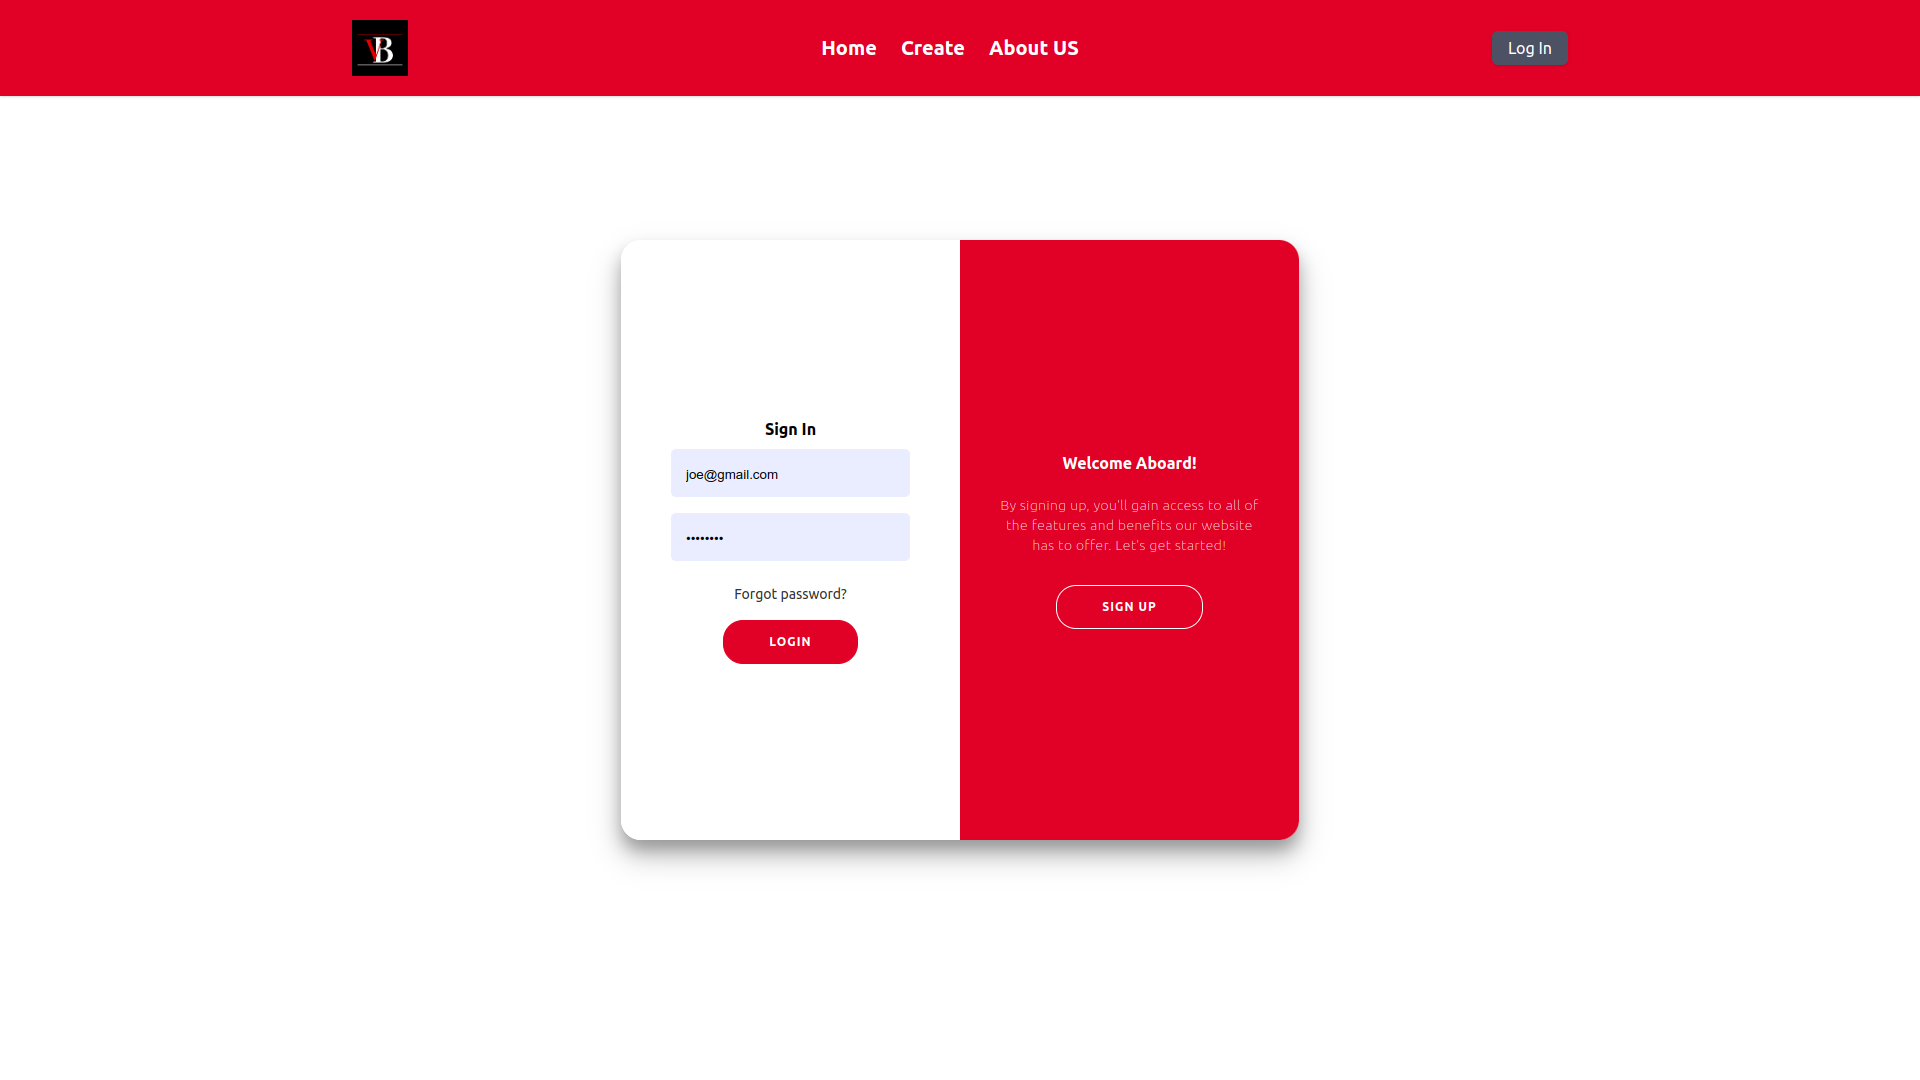 VB
Home Create About US
Log In
Sign In
joe@gmail.com
••••••••
Forgot password?
LOGIN
Welcome Aboard!
By signing up, you'll gain access to all of
the features and benefits our website
has to offer. Let's get started!
SIGN UP